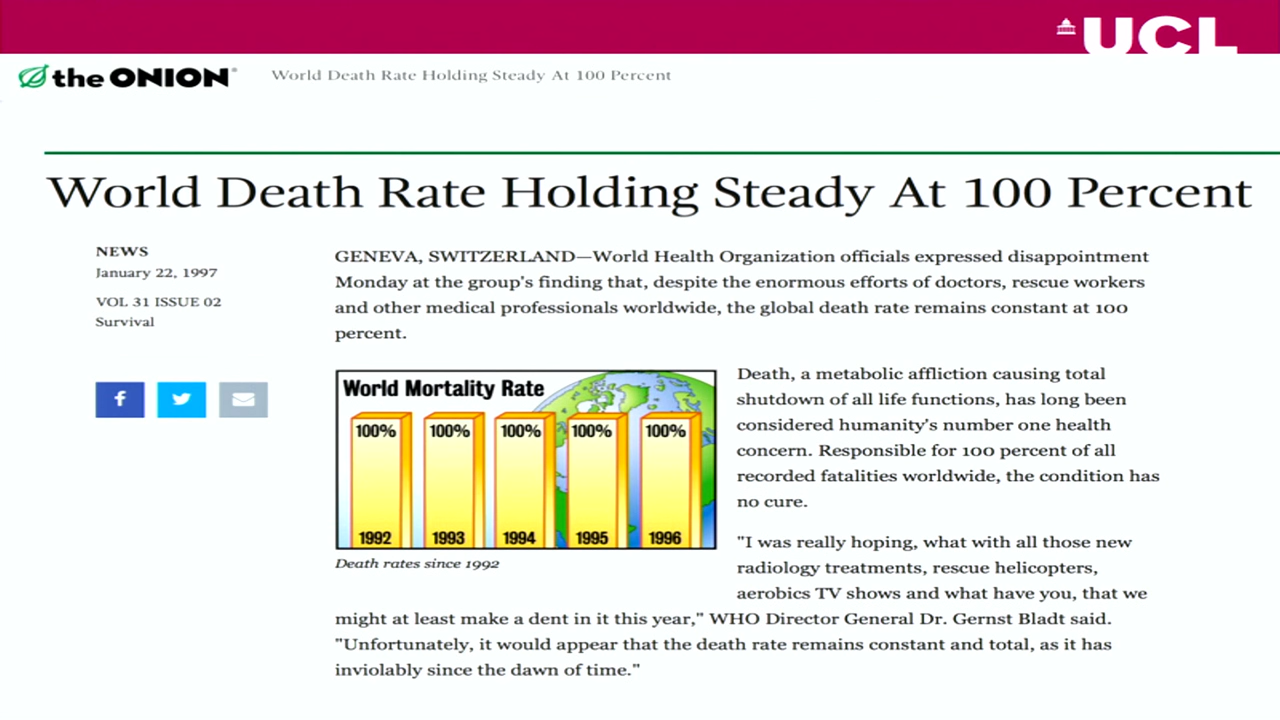 UCL
the ONION®
World Death Rate Holding Steady At 100 Percent
World Death Rate Holding Steady At 100 Percent
NEWS
January 22, 1997
VOL 31 ISSUE 02
Survival
GENEVA, SWITZERLAND—World Health Organization officials expressed disappointment
Monday at the group's finding that, despite the enormous efforts of doctors, rescue workers
and other medical professionals worldwide, the global death rate remains constant at 100
percent.
World Mortality Rate
100% 100% 100% 100% 100%
1992 1993 1994 1995 1996
Death rates since 1992
Death, a metabolic affliction causing total
shutdown of all life functions, has long been
considered humanity's number one health
concern. Responsible for 100 percent of all
recorded fatalities worldwide, the condition has
no cure.
"I was really hoping, what with all those new
radiology treatments, rescue helicopters,
aerobics TV shows and what have you, that we
might at least make a dent in it this year," WHO Director General Dr. Gernst Bladt said.
"Unfortunately, it would appear that the death rate remains constant and total, as it has
inviolably since the dawn of time."